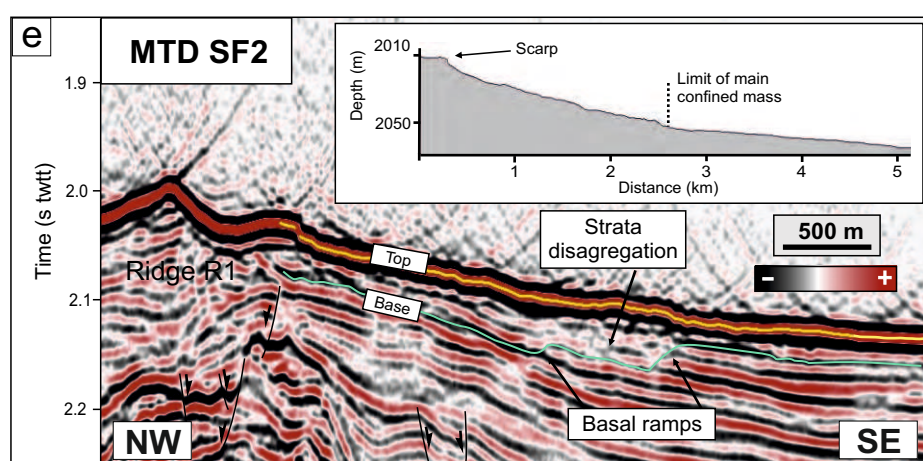 e
MTD SF2
2010
Depth (m)
2050
Scarp
Limit of main
confined mass
1
2
3
4
5
Distance (km)
Time (s twtt)
1.9
2.0
2.1
2.2
Strata
disagregation
500 m
-
+
Top
Ridge R1
Base
Basal ramps
NW
SE